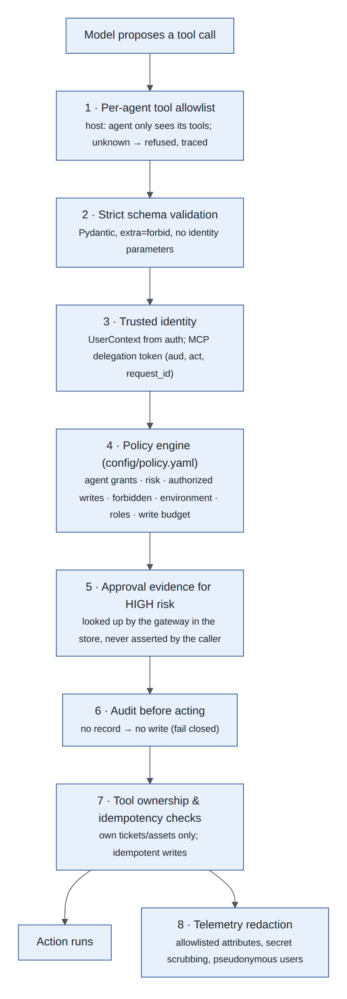 Model proposes a tool call
1 · Per-agent tool allowlist
host: agent only sees its tools;
unknown → refused, traced
2 · Strict schema validation
Pydantic, extra=forbid, no identity
parameters
3 · Trusted identity
UserContext from auth; MCP
delegation token (aud, act,
request_id)
4 · Policy engine
(config/policy.yaml)
agent grants · risk · authorized
writes · forbidden · environment ·
roles · write budget
5 · Approval evidence for
HIGH risk
looked up by the gateway in the
store, never asserted by the caller
6 · Audit before acting
no record → no write (fail closed)
7 · Tool ownership &
idempotency checks
own tickets/assets only;
idempotent writes
Action runs
8 · Telemetry redaction
allowlisted attributes, secret
scrubbing, pseudonymous users